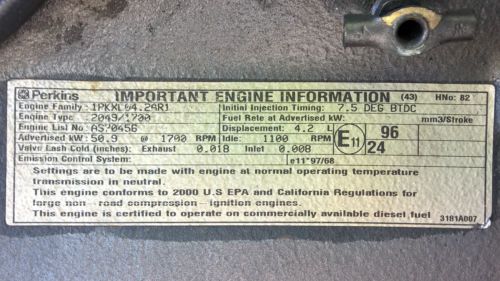 Perkins IMPORTANT ENGINE INFORMATION (43) HNo: 82
Engine Family: 1PKXL04.2AR1 Initial Injection Timing: 7.5 DEG BTDC
Engine Type: 2049/1700 Fuel Rate at Advertised kW: mm3/Stroke
Engine List No: AS70456 Displacement: 4.2 L
Advertised kW: 50.9 @ 1700 RPM Idle: 1100 RPM
E11 96 24
Valve Lash Cold (inches): Exhaust 0.018 Inlet 0.008
Emission Control System: e11*97/68
Settings are to be made with engine at normal operating temperature
transmission in neutral.
This engine conforms to 2000 U.S EPA and California Regulations for
large non-road compression-ignition engines.
This engine is certified to operate on commercially available diesel fuel
3181A007